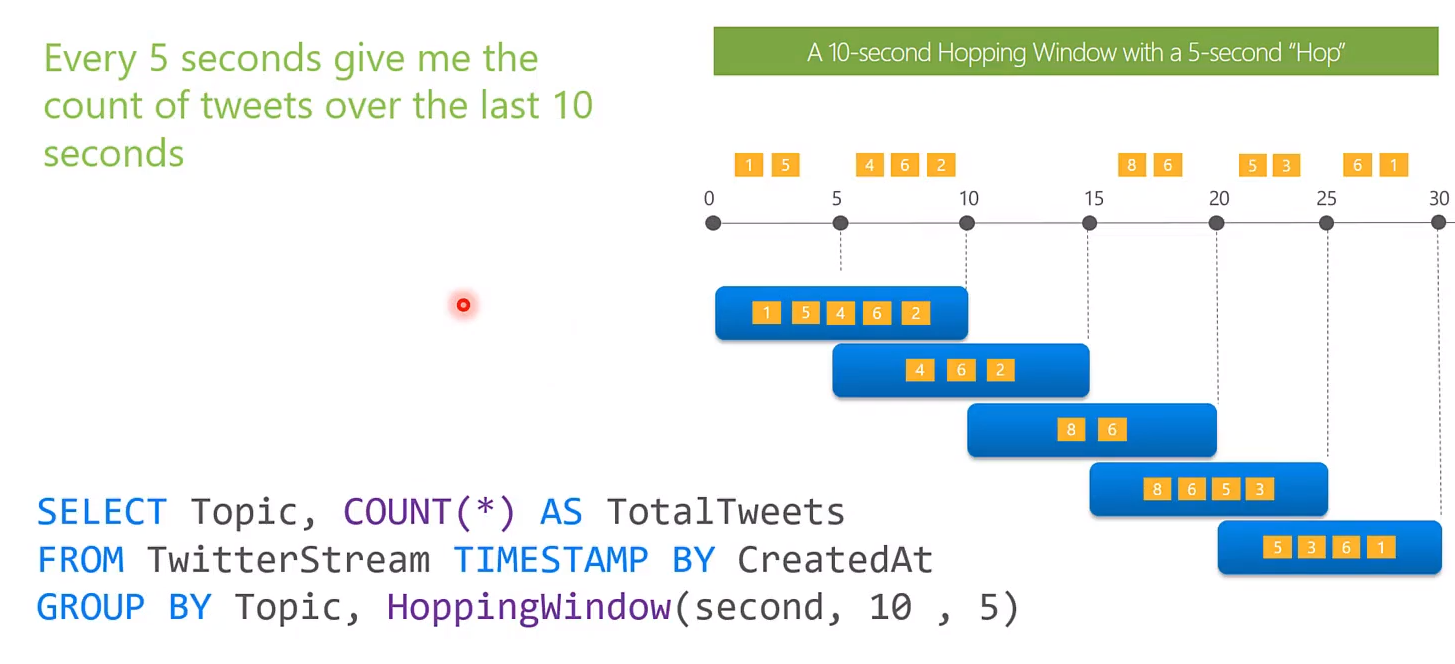 Every 5 seconds give me the
count of tweets over the last 10
seconds
A 10-second Hopping Window with a 5-second “Hop”
1 5 4 6 2 8 6 5 3 6 1
0 5 10 15 20 25 30
1 5 4 6 2
4 6 2
8 6
8 6 5 3
5 3 6 1
SELECT Topic, COUNT(*) AS TotalTweets
FROM TwitterStream TIMESTAMP BY CreatedAt
GROUP BY Topic, HoppingWindow(second, 10 , 5)